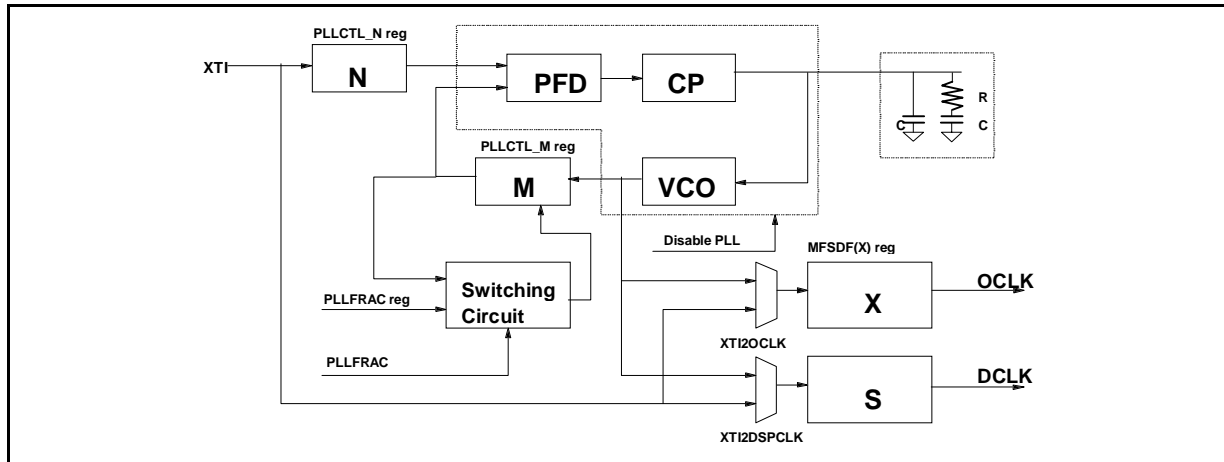 PLLCTL_N reg
XTI
N
PFD
CP
R
C
C
PLLCTL_M reg
M
VCO
Disable PLL
MFSDF(X) reg
Switching
Circuit
PLLFRAC reg
X
OCLK
XTI2OCLK
PLLFRAC
S
DCLK
XTI2DSPCLK